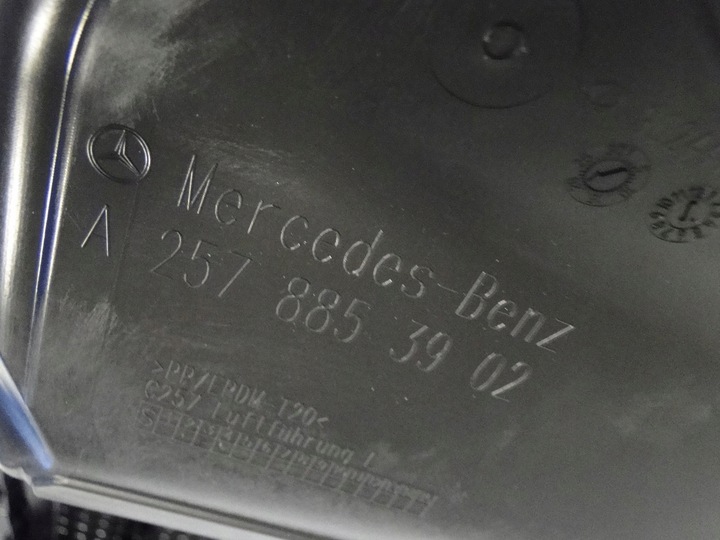 Mercedes-Benz
A 257 885 39 02
>PP/EPDM-T20<
C257 Luftführung